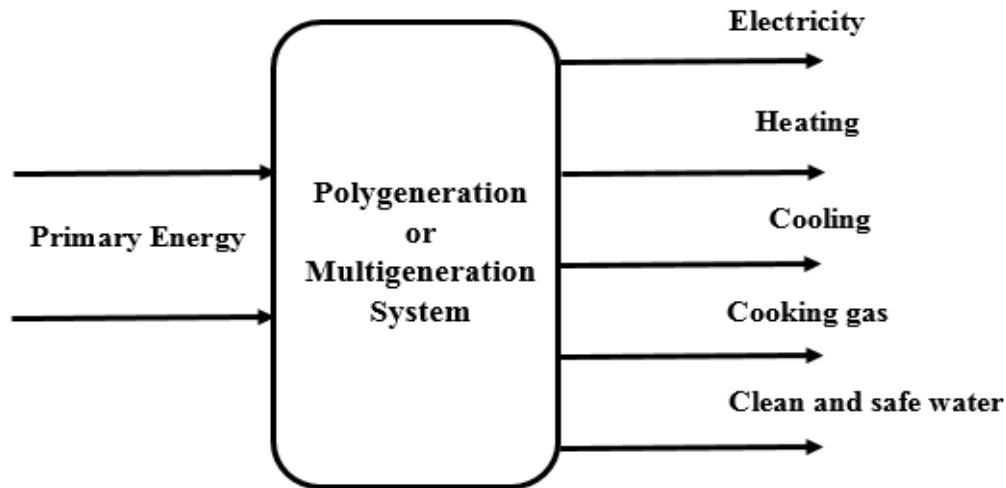 Electricity
Heating
Primary Energy
Polygeneration
or
Multigeneration
System
Cooling
Cooking gas
Clean and safe water